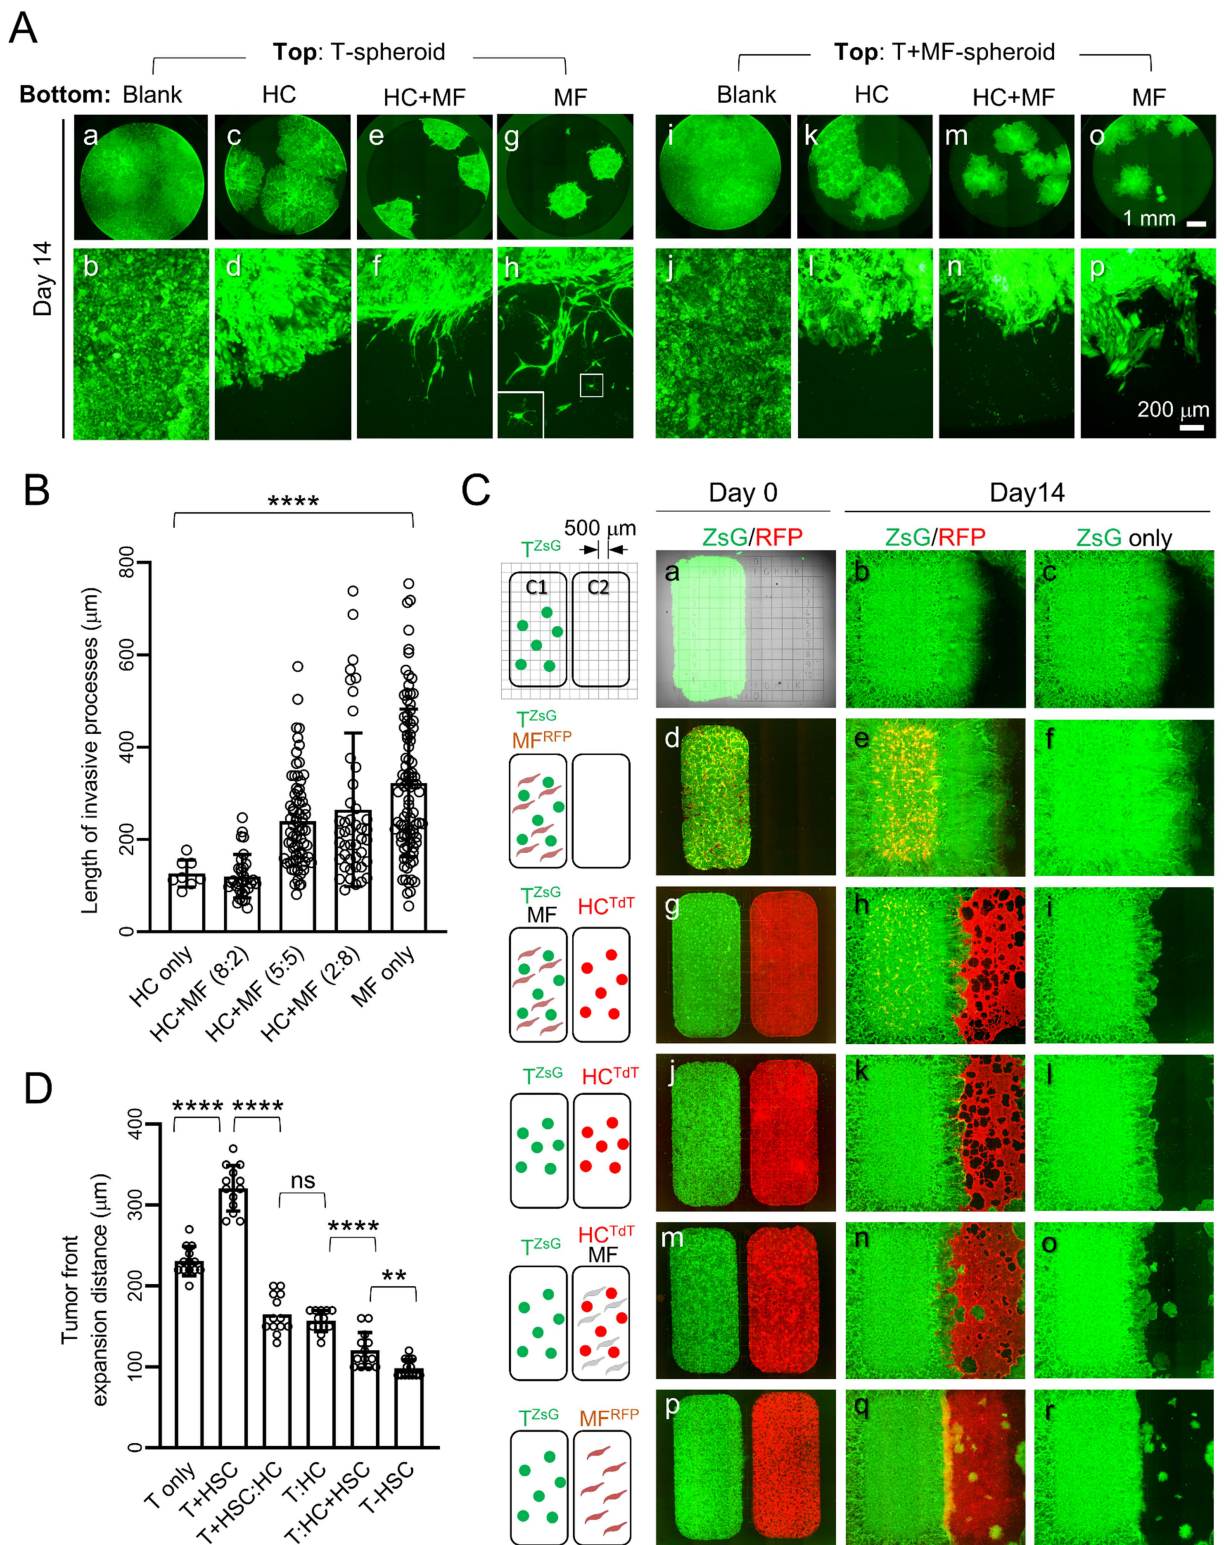 A
Top: T-spheroid
Top: T+MF-spheroid
Bottom: Blank HC HC+MF MF
Blank HC HC+MF MF
Day 14
a c e g i k m o
1 mm
b d f h j l n p
200 μm
B
****
Length of invasive processes (μm)
800
600
400
200
0
HC only
HC+MF (8:2)
HC+MF (5:5)
HC+MF (2:8)
MF only
C
Day 0 Day14
ZsG/RFP ZsG/RFP ZsG only
500 μm
TZsG
C1 C2
a b c
TZsG
MFRFP
d e f
TZsG HCTdT
MF
g h i
TZsG HCTdT
j k l
TZsG HCTdT
MF
m n o
TZsG MFRFP
p q r
D
**** ****
ns
****
**
Tumor front
expansion distance (μm)
400
300
200
100
0
T only
T+HSC
T+HSC:HC
T:HC
T:HC+HSC
T-HSC